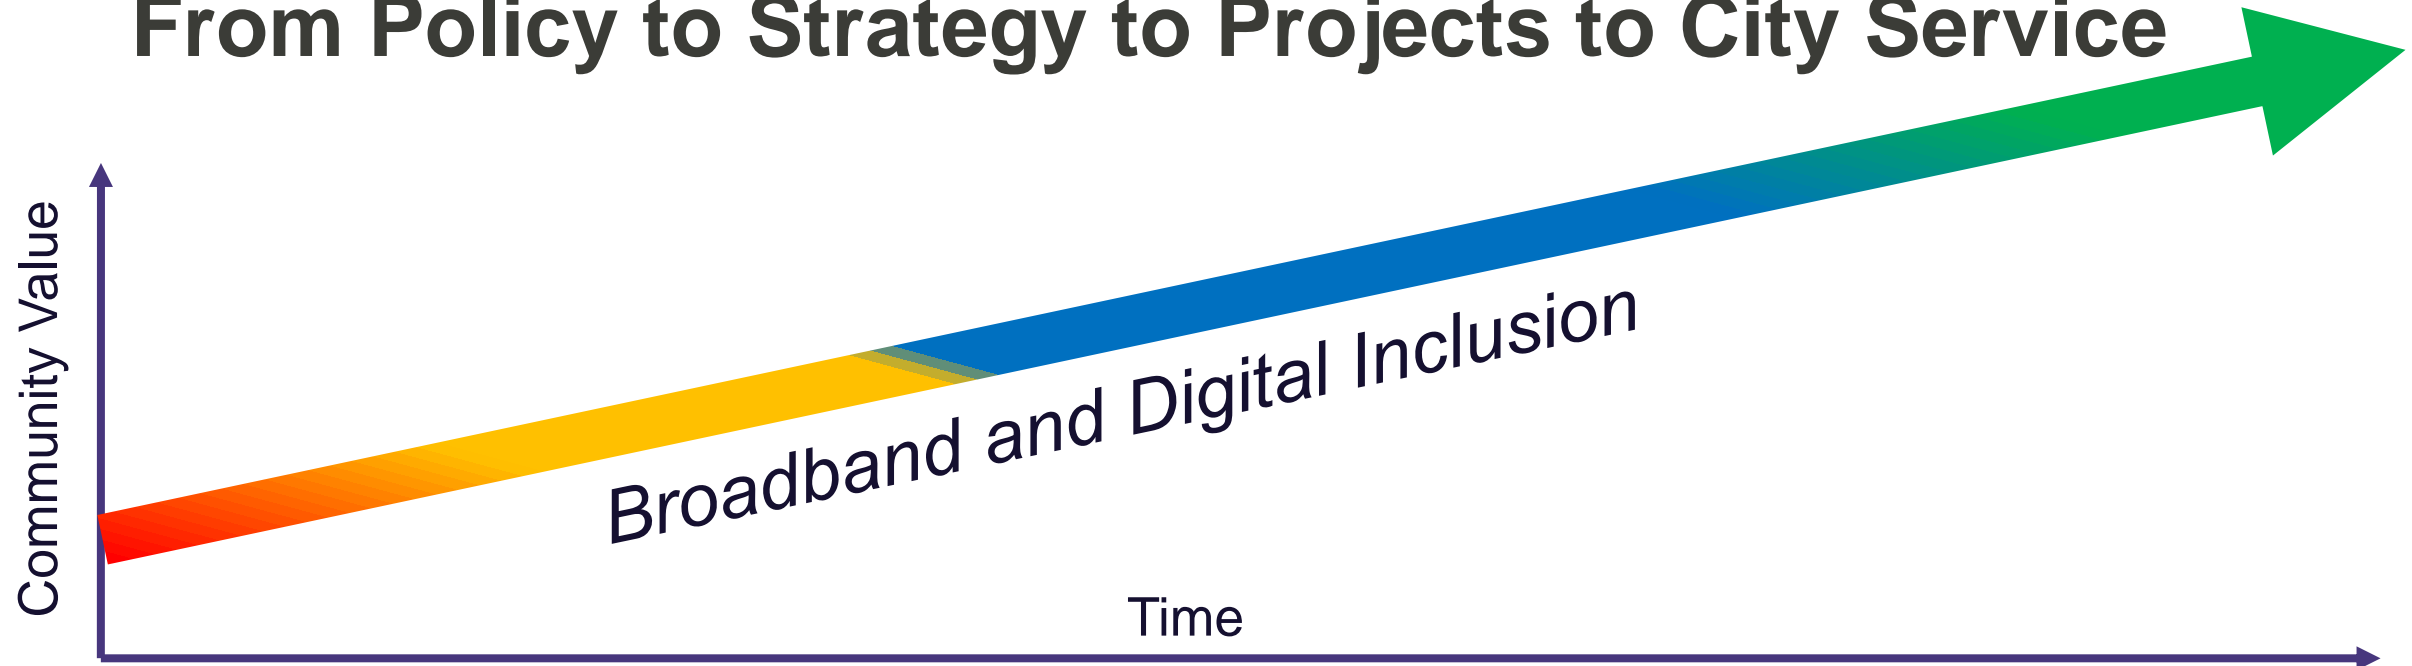 From Policy to Strategy to Projects to City Service
Community Value
Broadband and Digital Inclusion
Time